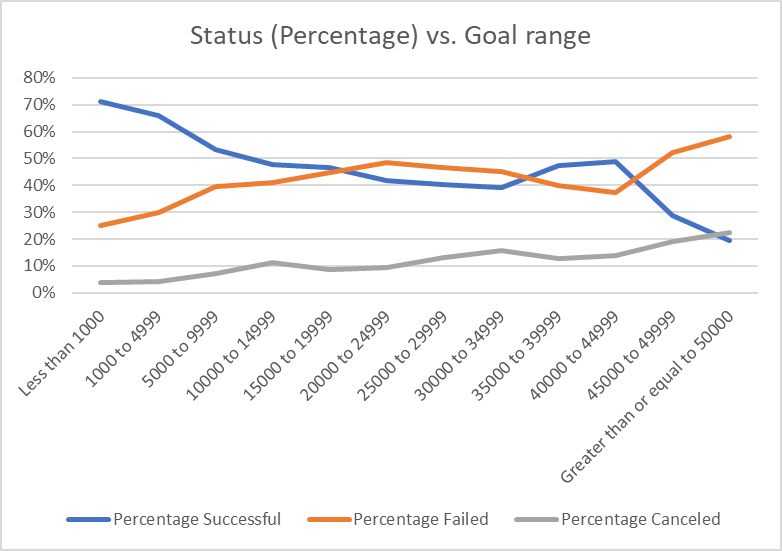 Status (Percentage) vs. Goal range
80%
70%
60%
50%
40%
30%
20%
10%
0%
Less than 1000
1000 to 4999
5000 to 9999
10000 to 14999
15000 to 19999
20000 to 24999
25000 to 29999
30000 to 34999
35000 to 39999
40000 to 44999
45000 to 49999
Greater than or equal to 50000
Percentage Successful
Percentage Failed
Percentage Canceled